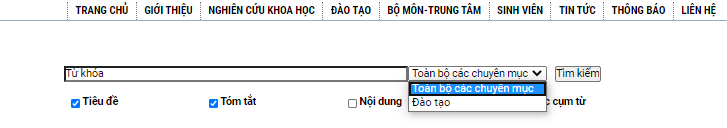 TRANG CHỦ GIỚI THIỆU NGHIÊN CỨU KHOA HỌC ĐÀO TẠO BỘ MÔN-TRUNG TÂM SINH VIÊN TIN TỨC THÔNG BÁO LIÊN HỆ
Từ khóa Toàn bộ các chuyên mục Tìm kiếm
Toàn bộ các chuyên mục
Tiêu đề Tóm tắt Nội dung Đào tạo cụm từ